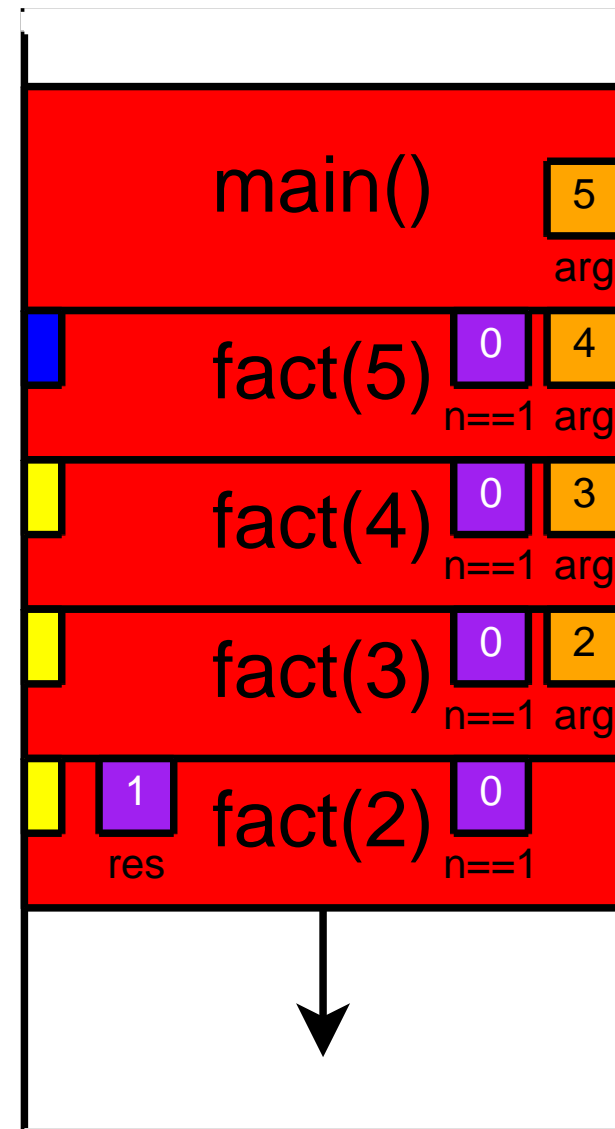 main()
5
arg
fact(5)
0
4
n==1
arg
fact(4)
0
3
n==1
arg
fact(3)
0
2
n==1
arg
1
fact(2)
0
res
n==1